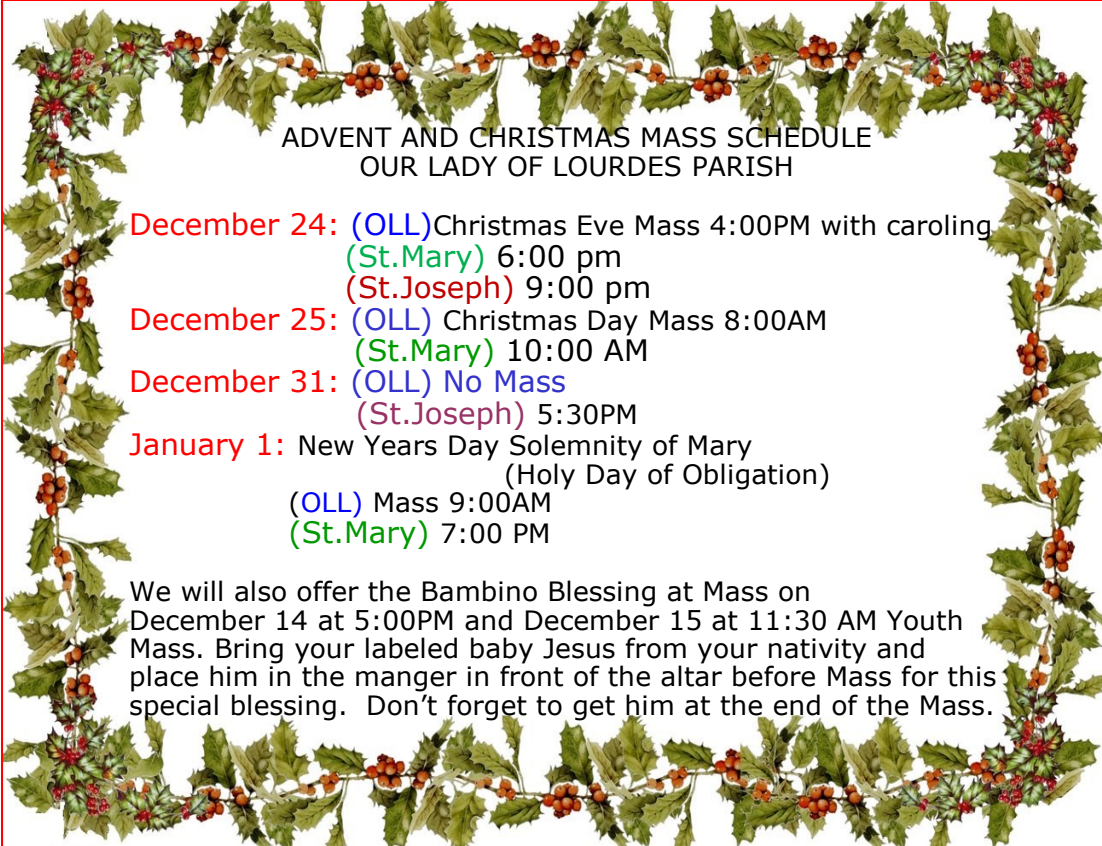 ADVENT AND CHRISTMAS MASS SCHEDULE
OUR LADY OF LOURDES PARISH
December 24: (OLL)Christmas Eve Mass 4:00PM with caroling
(St.Mary) 6:00 pm
(St.Joseph) 9:00 pm
December 25: (OLL) Christmas Day Mass 8:00AM
(St.Mary) 10:00 AM
December 31: (OLL) No Mass
(St.Joseph) 5:30PM
January 1: New Years Day Solemnity of Mary
(Holy Day of Obligation)
(OLL) Mass 9:00AM
(St.Mary) 7:00 PM
We will also offer the Bambino Blessing at Mass on
December 14 at 5:00PM and December 15 at 11:30 AM Youth
Mass. Bring your labeled baby Jesus from your nativity and
place him in the manger in front of the altar before Mass for this
special blessing.  Don’t forget to get him at the end of the Mass.